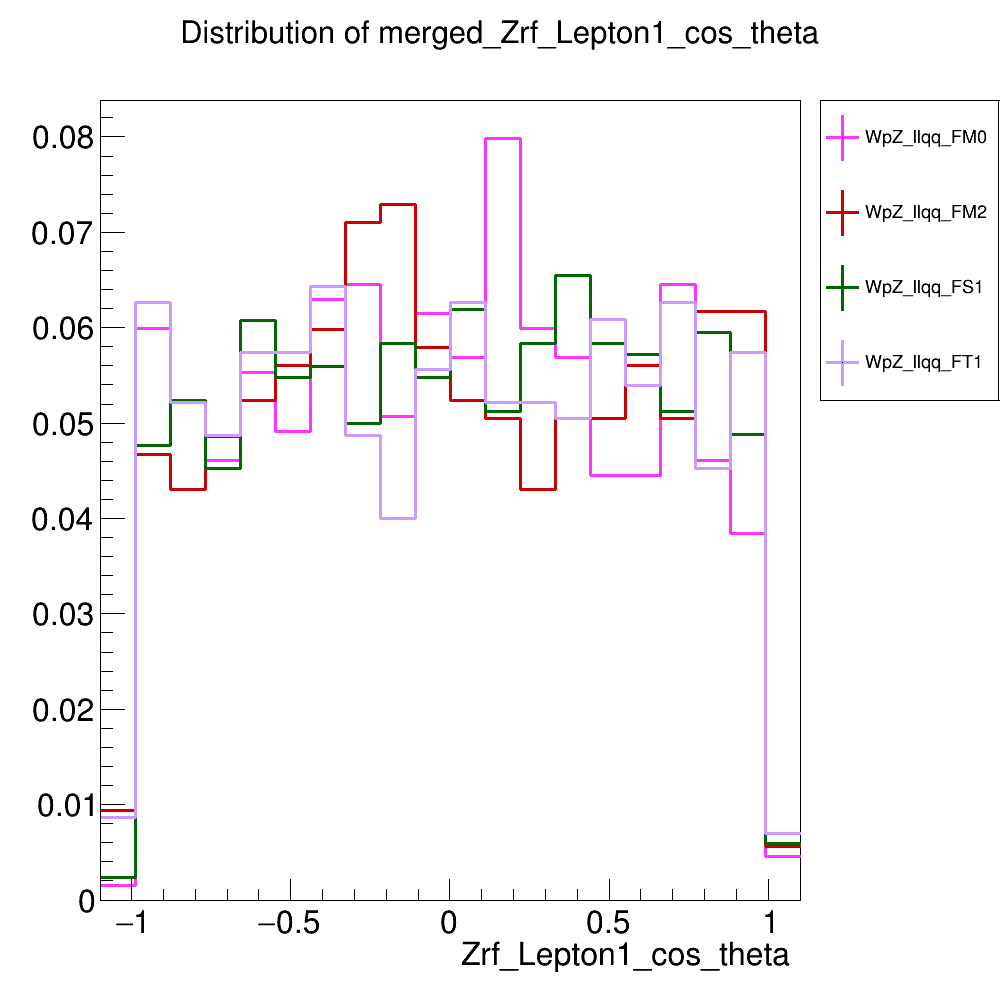 Distribution of merged_Zrf_Lepton1_cos_theta
0.08
0.07
0.06
0.05
0.04
0.03
0.02
0.01
0
−1
−0.5
0
0.5
1
Zrf_Lepton1_cos_theta
WpZ_llqq_FM0
WpZ_llqq_FM2
WpZ_llqq_FS1
WpZ_llqq_FT1